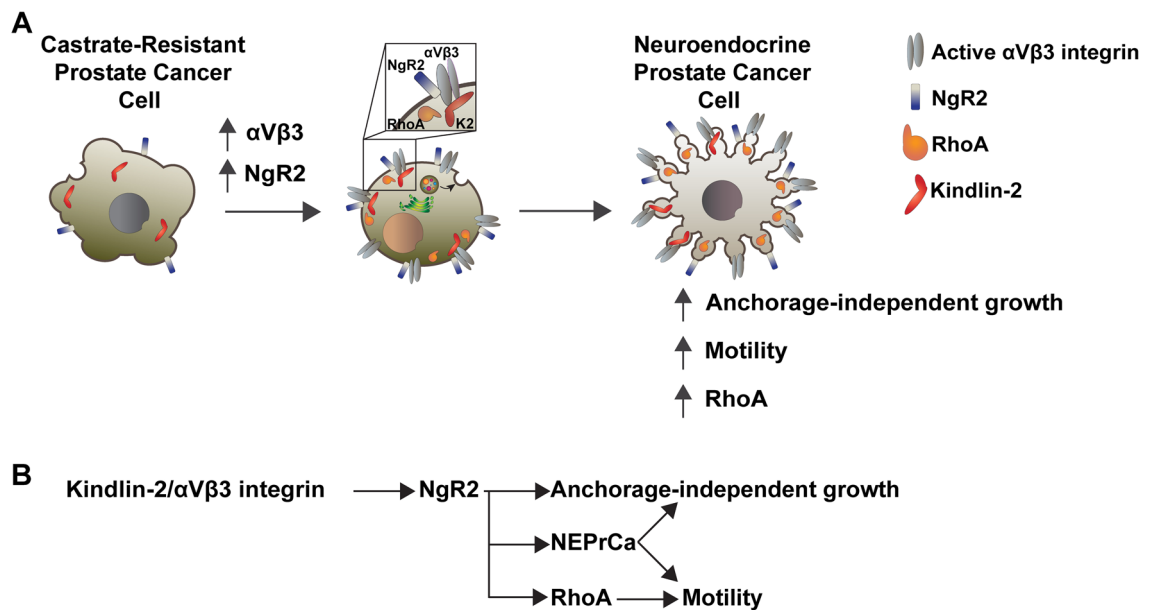 A
Castrate-Resistant
Prostate Cancer
Cell
αVβ3
NgR2
αVβ3
NgR2
RhoA
K2
Neuroendocrine
Prostate Cancer
Cell
Active αVβ3 integrin
NgR2
RhoA
Kindlin-2
Anchorage-independent growth
Motility
RhoA
B
Kindlin-2/αVβ3 integrin
NgR2
Anchorage-independent growth
NEPrCa
RhoA
Motility